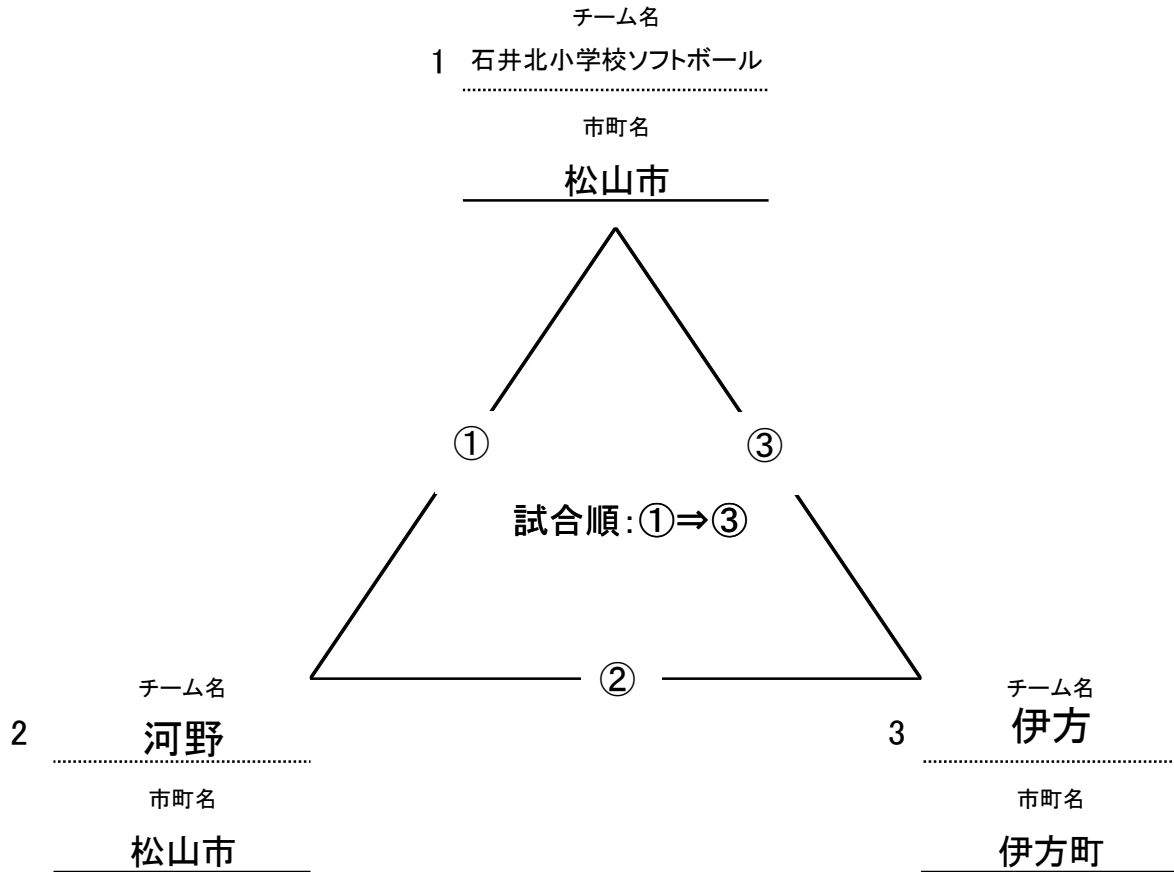 チーム名
1 石井北小学校ソフトボール
市町名
松山市
① ③
試合順:①⇒③
②
チーム名
2 河野
市町名
松山市
チーム名
3 伊方
市町名
伊方町